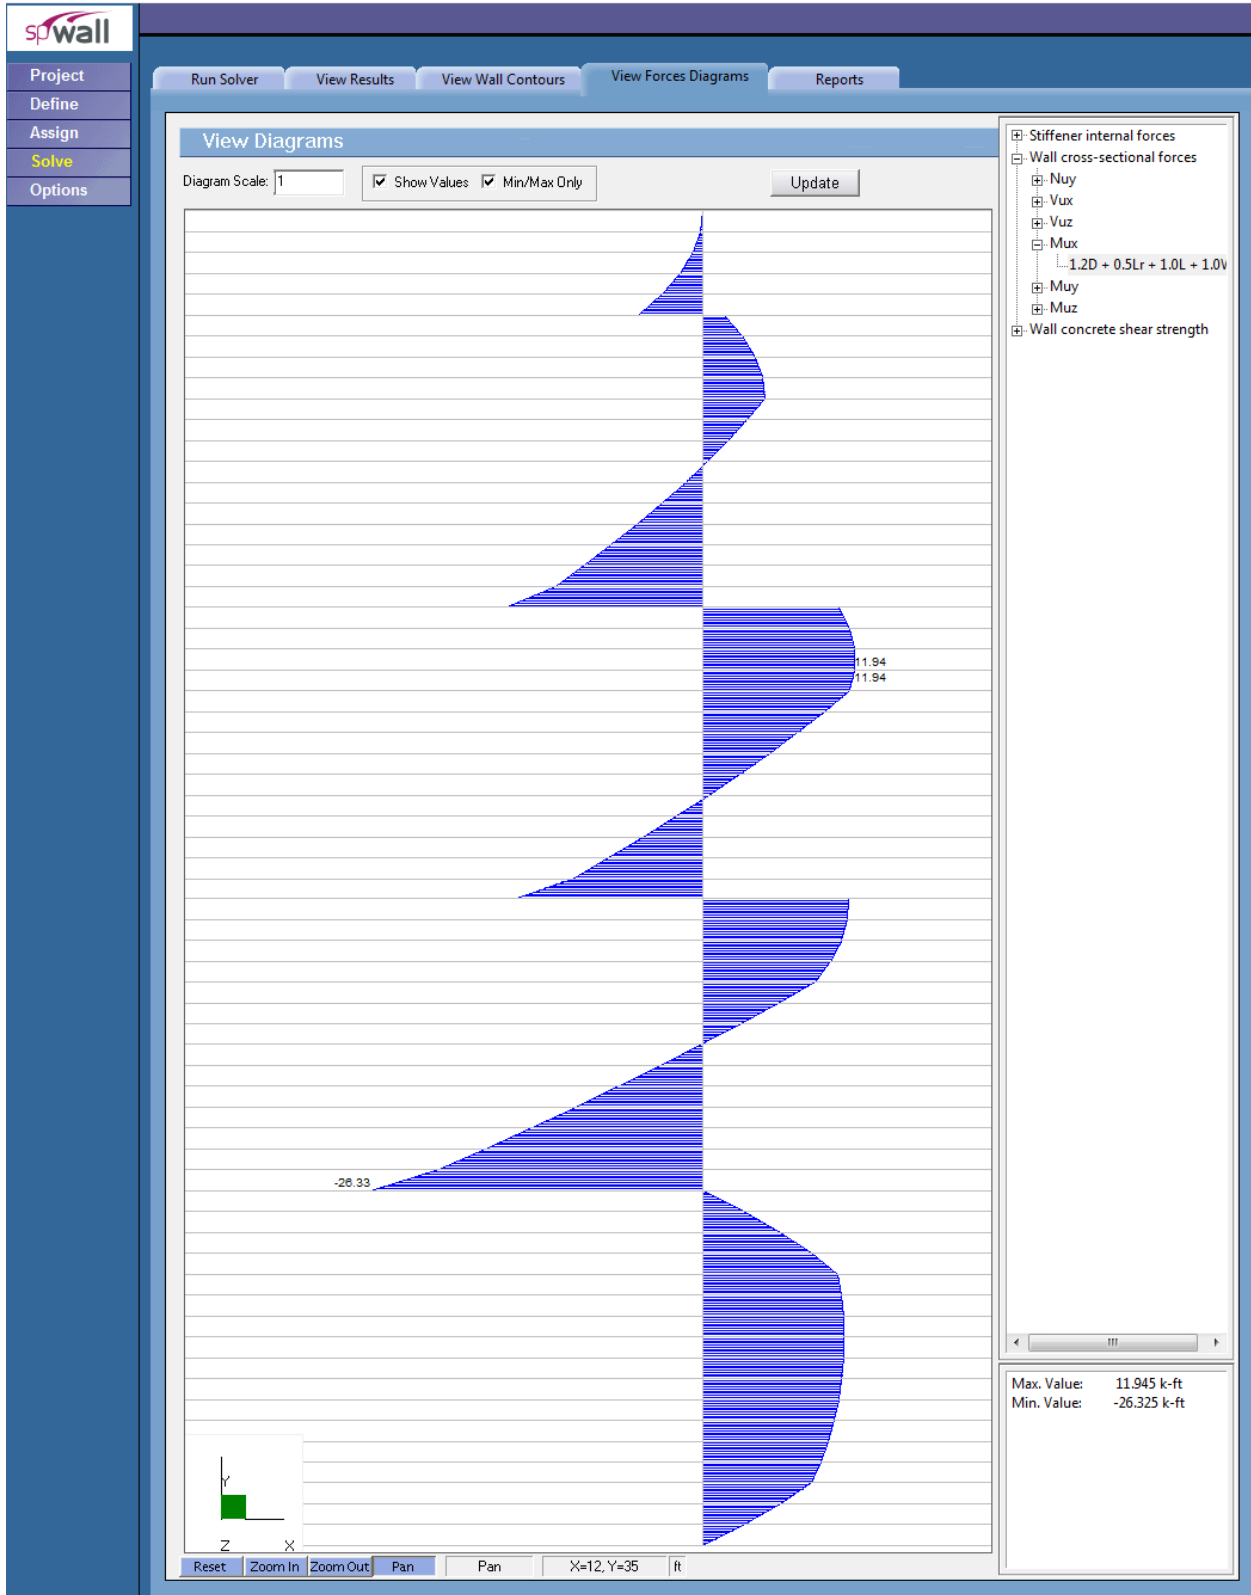 spwall
Project
Define
Assign
Solve
Options
Run Solver
View Results
View Wall Contours
View Forces Diagrams
Reports
View Diagrams
Diagram Scale: 1
Show Values
Min/Max Only
Update
11.94
11.94
-26.33
Y
Z
X
Reset
Zoom In
Zoom Out
Pan
Pan
X=12, Y=35
ft
Stiffener internal forces
Wall cross-sectional forces
Nuy
Vux
Vuz
Mux
1.2D + 0.5Lr + 1.0L + 1.0
Muy
Muz
Wall concrete shear strength
Max. Value: 11.945 k-ft
Min. Value: -26.325 k-ft